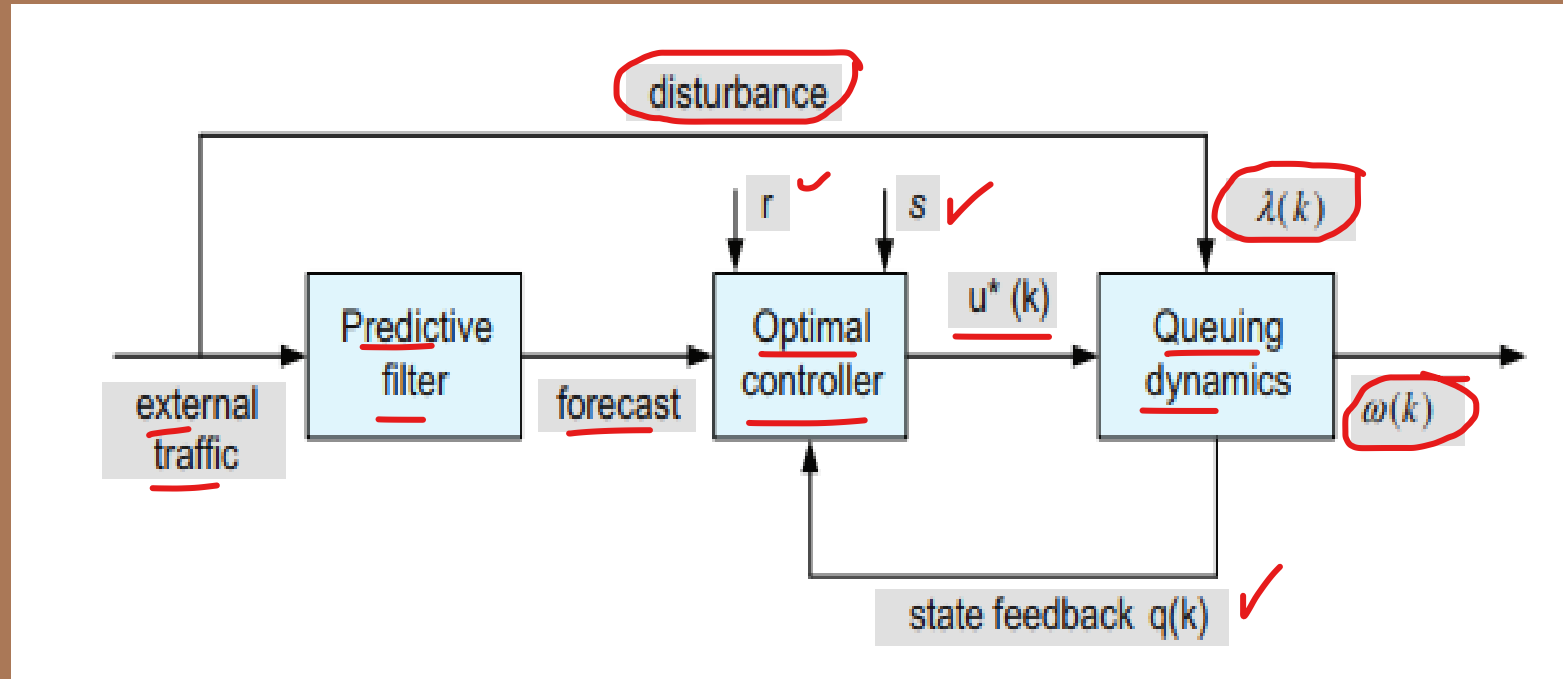 disturbance
r
s
λ(k)
Predictive
filter
Optimal
controller
u* (k)
Queuing
dynamics
external
traffic
forecast
ω(k)
state feedback q(k)